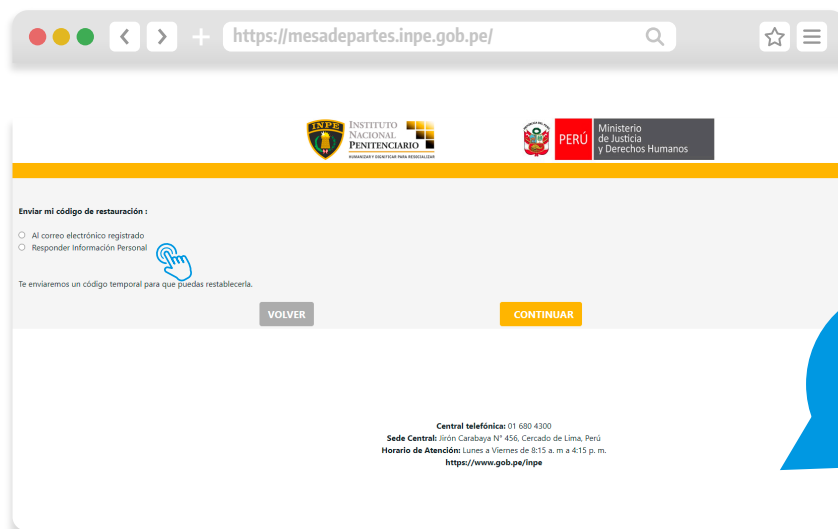 https://mesadepartes.inpe.gob.pe/
INPE
INSTITUTO
NACIONAL
PENITENCIARIO
HUMANIZAR Y DIGNIFICAR PARA RESOCIALIZAR
PERÚ
Ministerio
de Justicia
y Derechos Humanos
Enviar mi código de restauración :
Al correo electrónico registrado
Responder Información Personal
Te enviaremos un código temporal para que puedas restablecerla.
VOLVER
CONTINUAR
Central telefónica: 01 680 4300
Sede Central: Jirón Carabaya N° 456, Cercado de Lima, Perú
Horario de Atención: Lunes a Viernes de 8:15 a. m a 4:15 p. m.
https://www.gob.pe/inpe